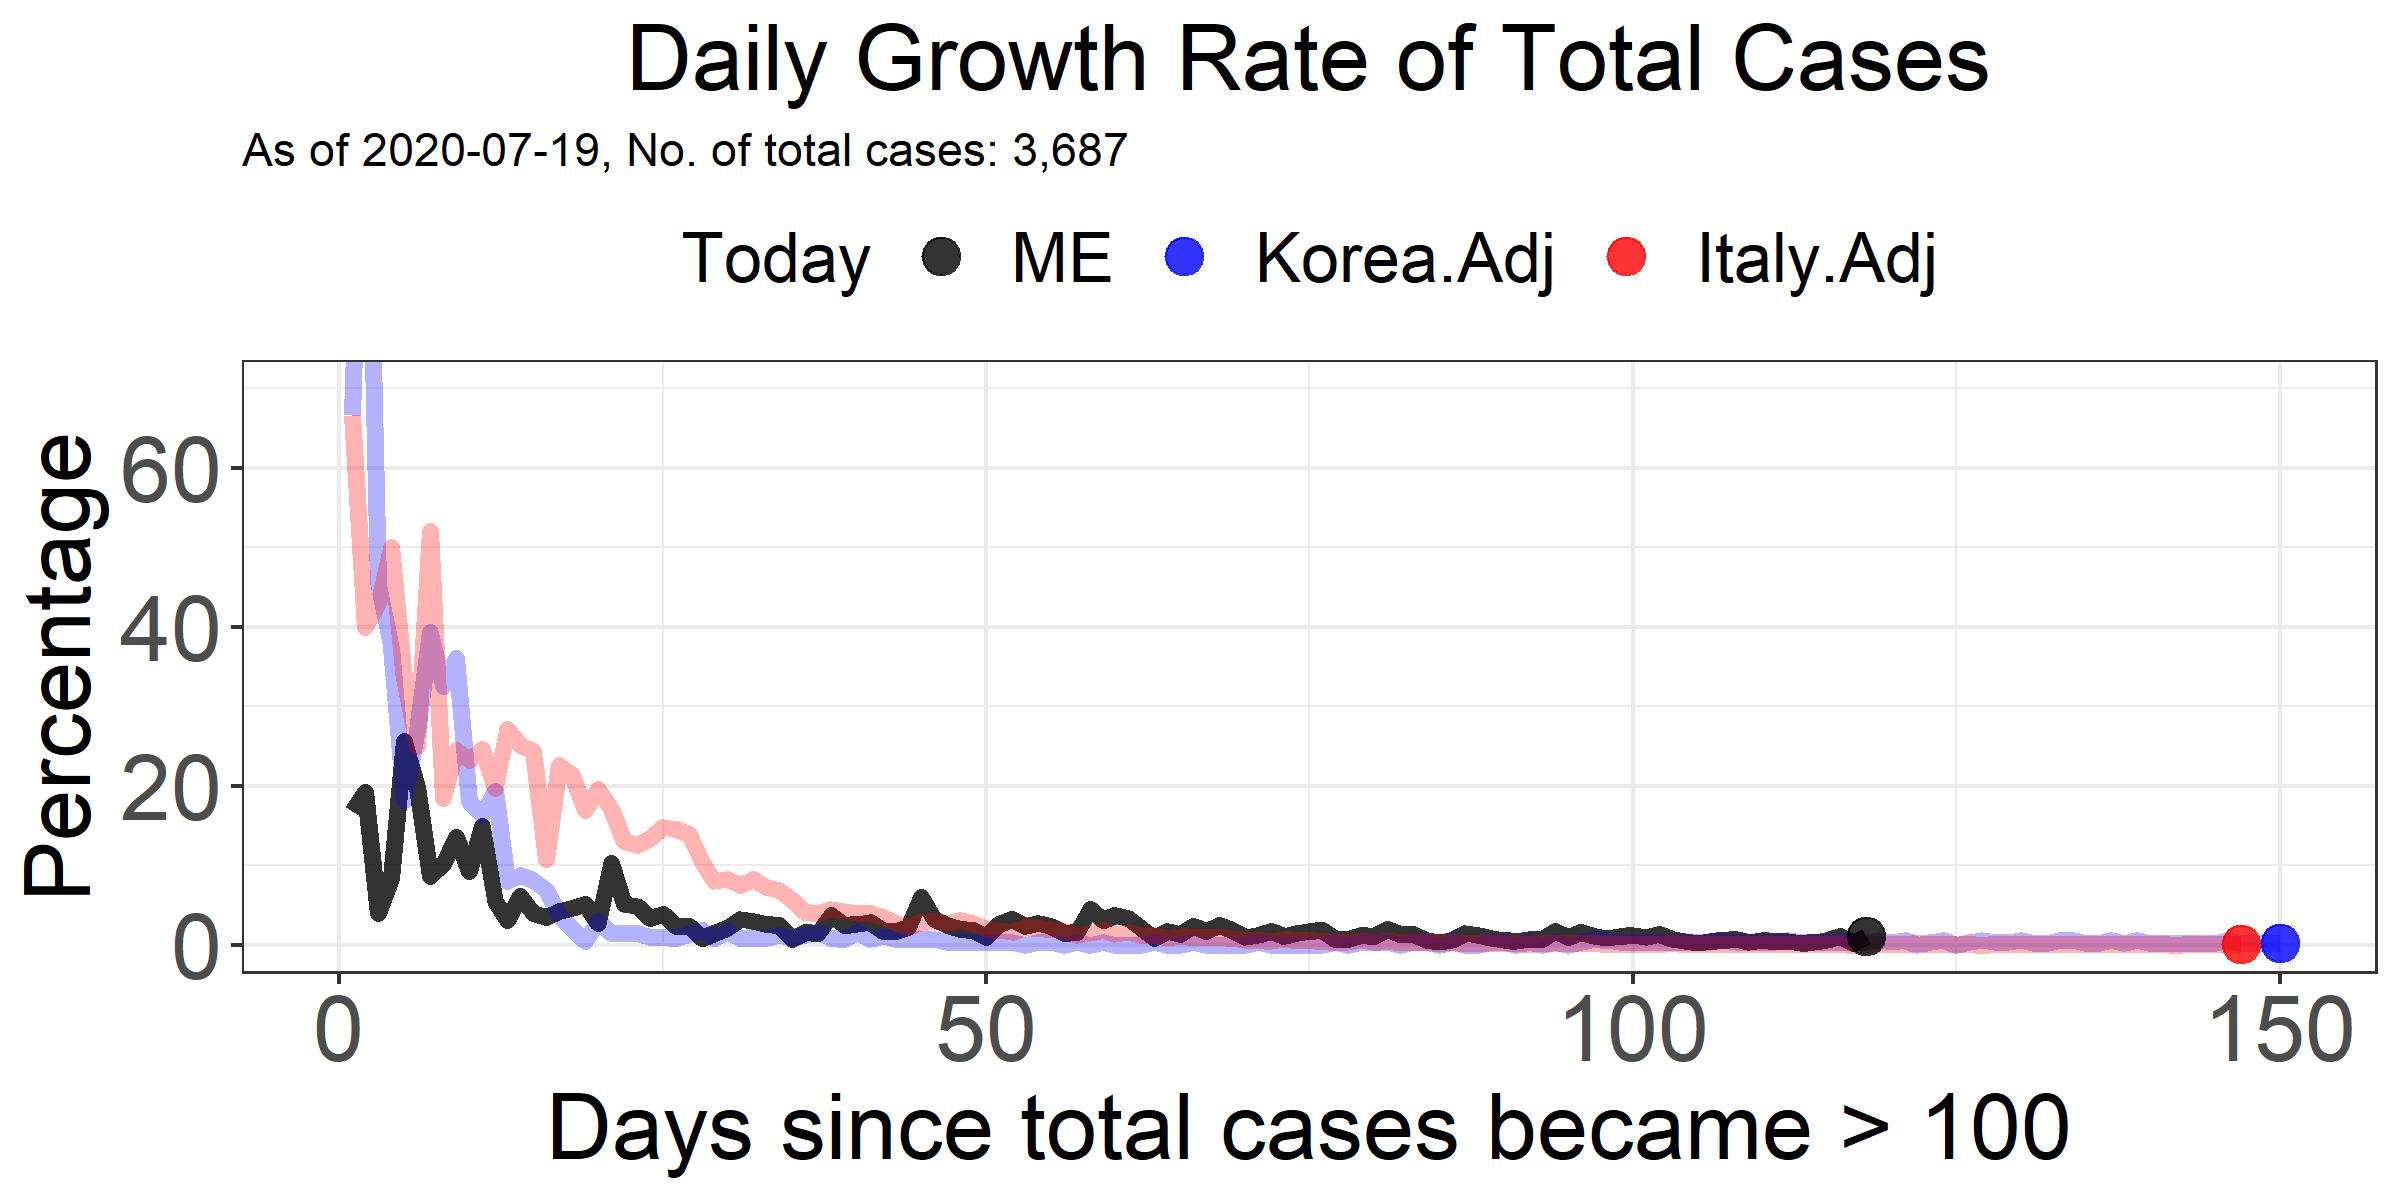 Daily Growth Rate of Total Cases
As of 2020-07-19, No. of total cases: 3,687
Today ME Korea.Adj Italy.Adj
Percentage
60
40
20
0
0 50 100 150
Days since total cases became > 100